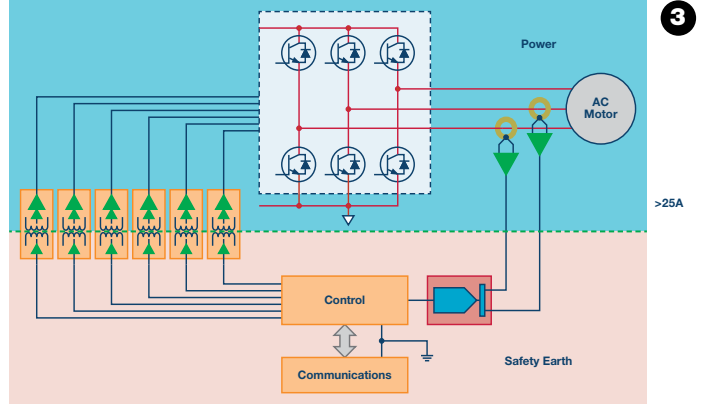 3
Power
AC
Motor
>25A
Control
Safety Earth
Communications